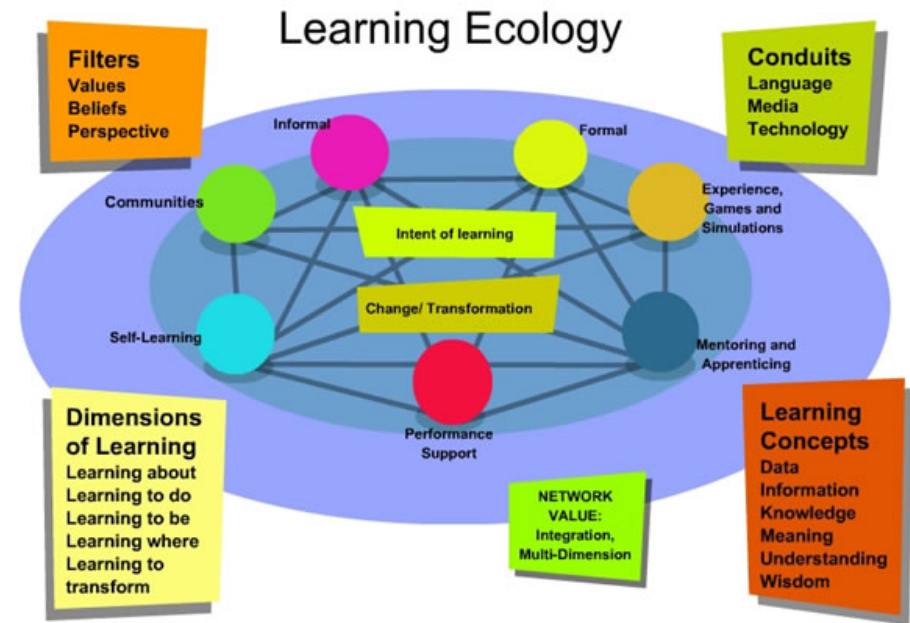 Learning Ecology
Filters
Values
Beliefs
Perspective
Conduits
Language
Media
Technology
Informal
Formal
Communities
Experience,
Games and
Simulations
Intent of learning
Change/ Transformation
Self-Learning
Mentoring and
Apprenticing
Performance
Support
Dimensions
of Learning
Learning about
Learning to do
Learning to be
Learning where
Learning to
transform
NETWORK
VALUE:
Integration,
Multi-Dimension
Learning
Concepts
Data
Information
Knowledge
Meaning
Understanding
Wisdom